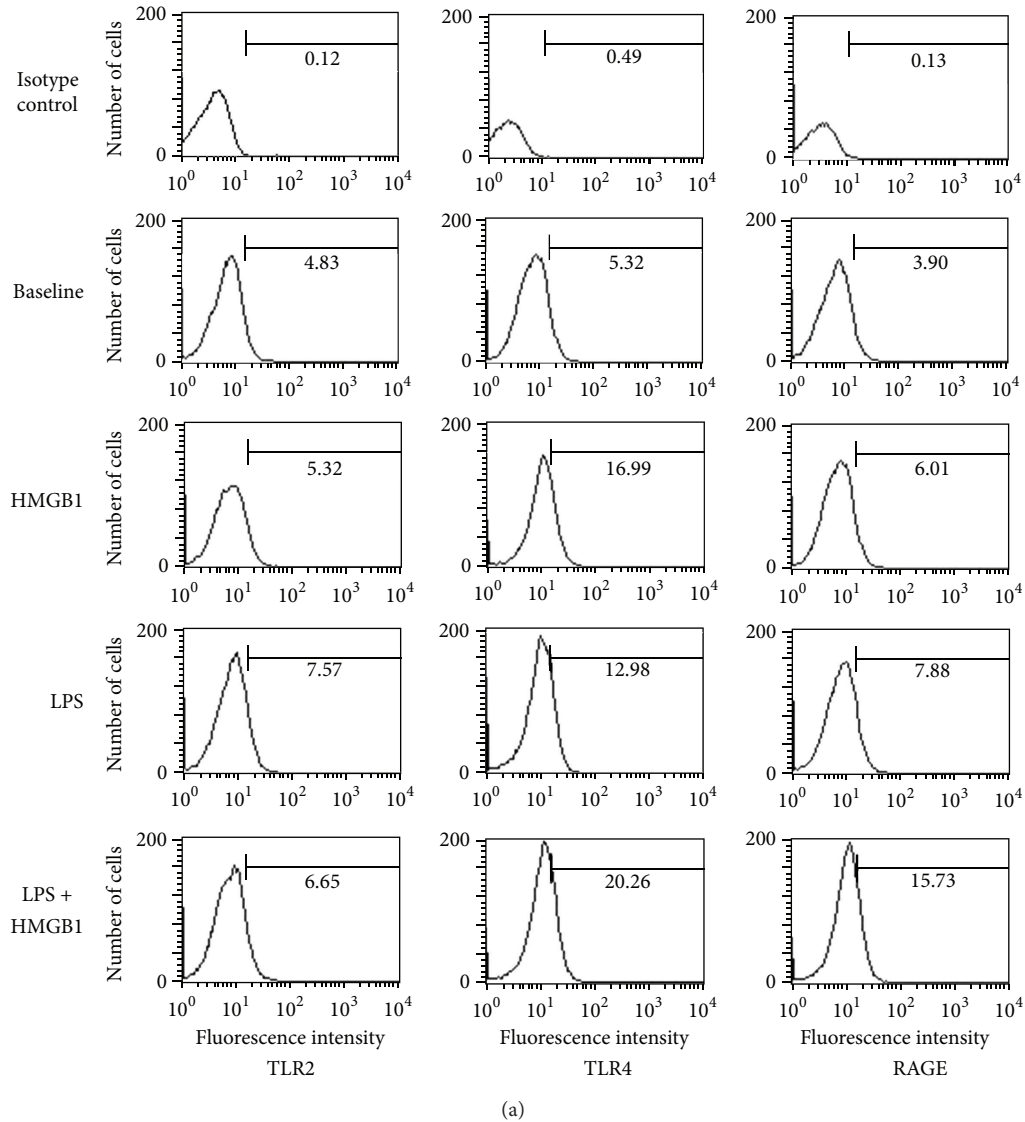 200
Number of cells
0
10^0 10^1 10^2 10^3 10^4
0.12
200
0
10^0 10^1 10^2 10^3 10^4
0.49
200
0
10^0 10^1 10^2 10^3 10^4
0.13
Isotype
control
200
Number of cells
0
10^0 10^1 10^2 10^3 10^4
4.83
200
0
10^0 10^1 10^2 10^3 10^4
5.32
200
0
10^0 10^1 10^2 10^3 10^4
3.90
Baseline
200
Number of cells
0
10^0 10^1 10^2 10^3 10^4
5.32
200
0
10^0 10^1 10^2 10^3 10^4
16.99
200
0
10^0 10^1 10^2 10^3 10^4
6.01
HMGB1
200
Number of cells
0
10^0 10^1 10^2 10^3 10^4
7.57
200
0
10^0 10^1 10^2 10^3 10^4
12.98
200
0
10^0 10^1 10^2 10^3 10^4
7.88
LPS
200
Number of cells
0
10^0 10^1 10^2 10^3 10^4
6.65
200
0
10^0 10^1 10^2 10^3 10^4
20.26
200
0
10^0 10^1 10^2 10^3 10^4
15.73
LPS +
HMGB1
Fluorescence intensity
TLR2
Fluorescence intensity
TLR4
Fluorescence intensity
RAGE
(a)